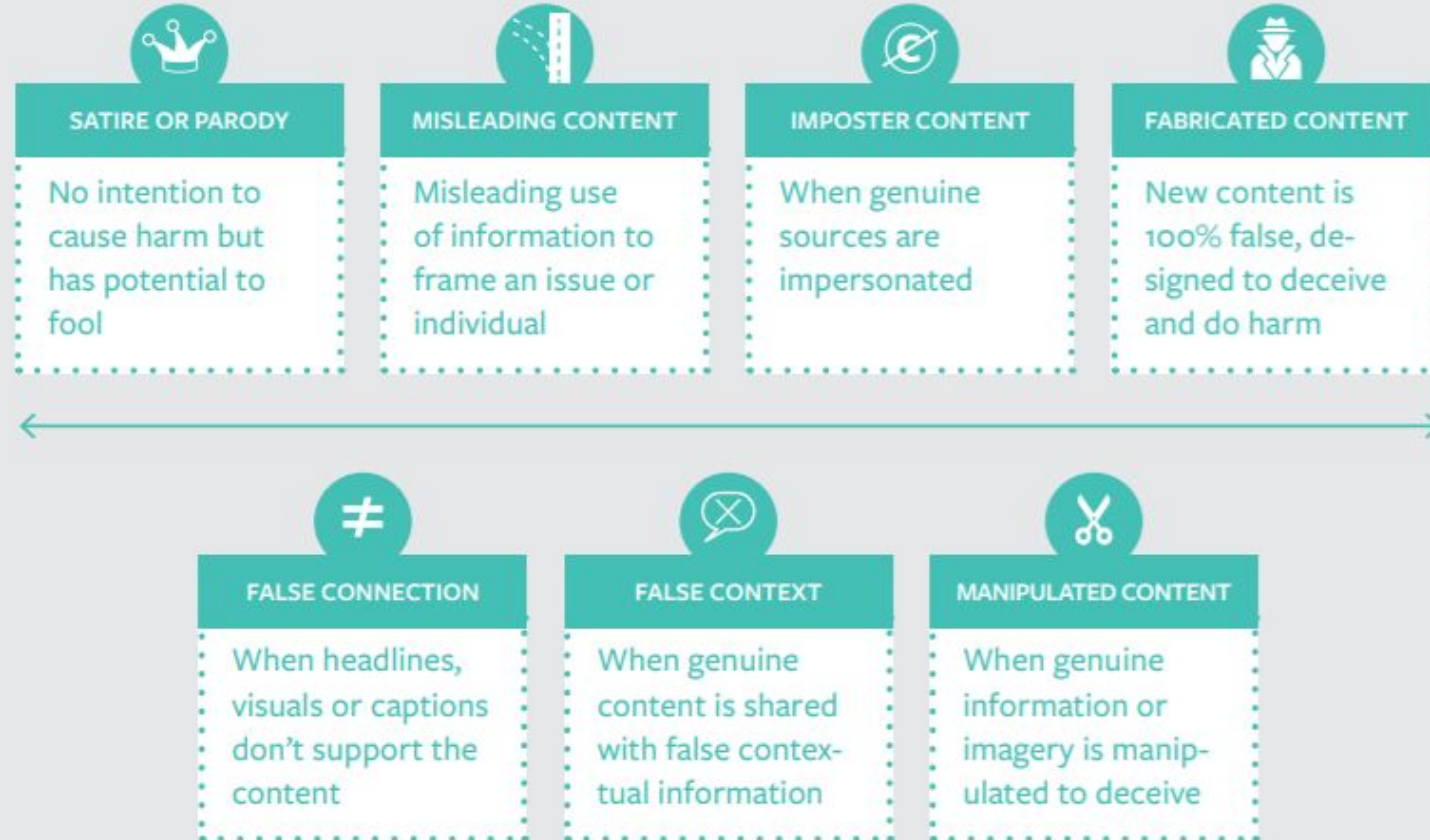 SATIRE OR PARODY
No intention to
cause harm but
has potential to
fool
MISLEADING CONTENT
Misleading use
of information to
frame an issue or
individual
IMPOSTER CONTENT
When genuine
sources are
impersonated
FABRICATED CONTENT
New content is
100% false, de-
signed to deceive
and do harm
FALSE CONNECTION
When headlines,
visuals or captions
don’t support the
content
FALSE CONTEXT
When genuine
content is shared
with false contex-
tual information
MANIPULATED CONTENT
When genuine
information or
imagery is manip-
ulated to deceive